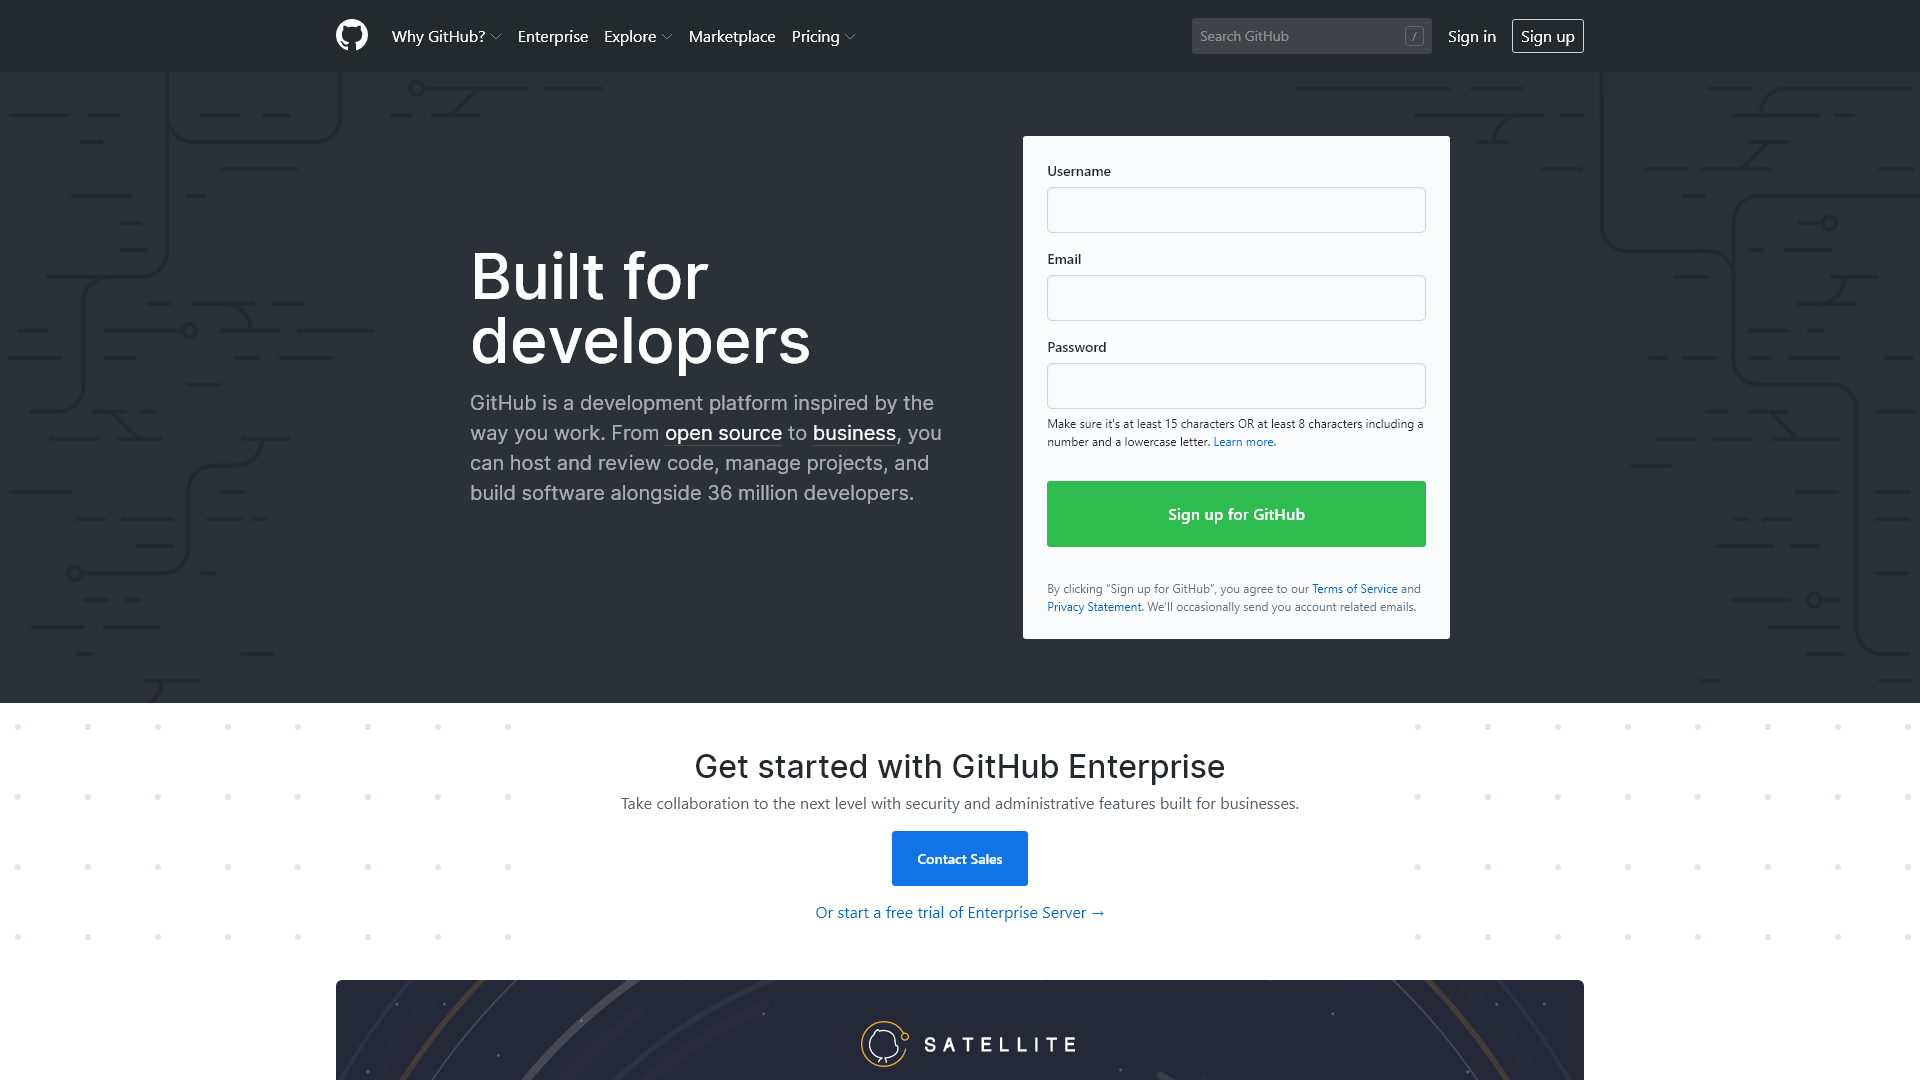 Why GitHub? Enterprise Explore Marketplace Pricing Search GitHub / Sign in Sign up
Built for
developers
GitHub is a development platform inspired by the
way you work. From open source to business, you
can host and review code, manage projects, and
build software alongside 36 million developers.
Username
Email
Password
Make sure it's at least 15 characters OR at least 8 characters including a
number and a lowercase letter. Learn more.
Sign up for GitHub
By clicking “Sign up for GitHub”, you agree to our Terms of Service and
Privacy Statement. We’ll occasionally send you account related emails.
Get started with GitHub Enterprise
Take collaboration to the next level with security and administrative features built for businesses.
Contact Sales
Or start a free trial of Enterprise Server →
SATELLITE